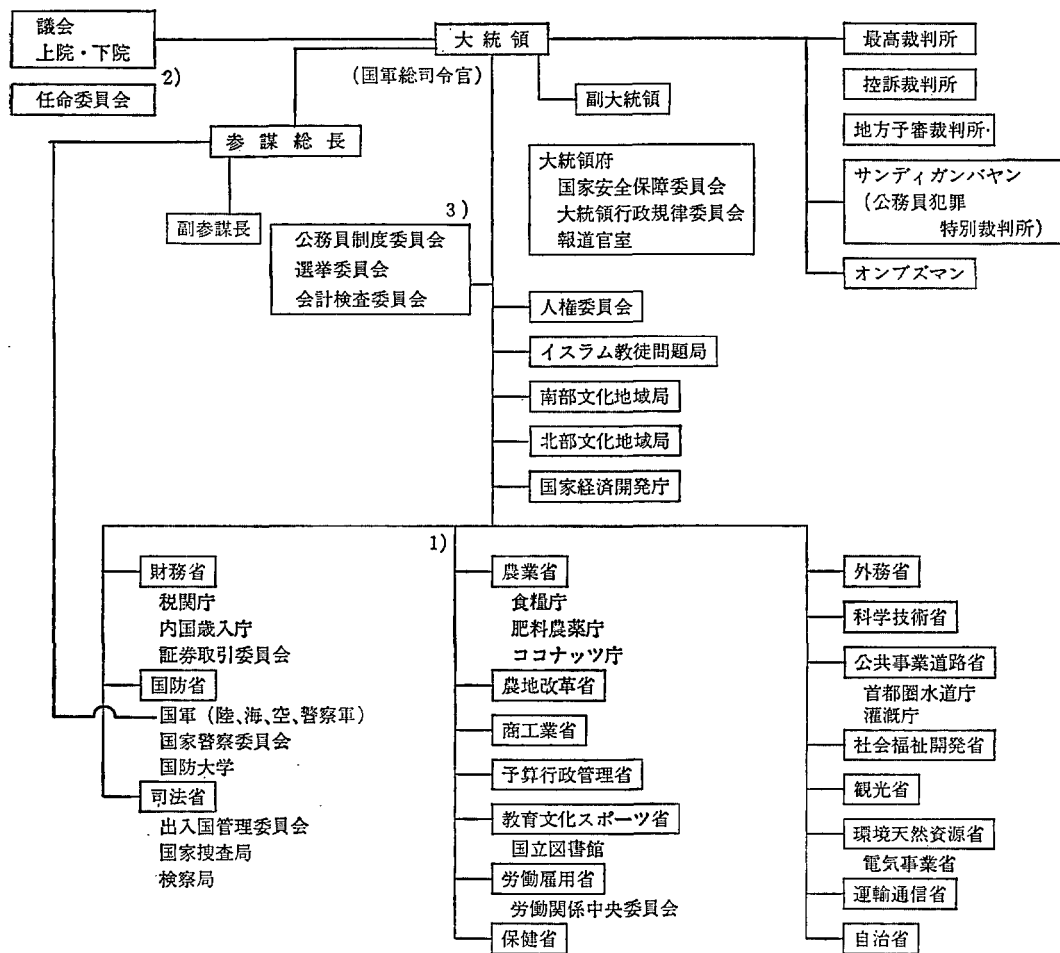 議会
上院・下院
2)
任命委員会
大統領
(国軍総司令官)
副大統領
参謀総長
副参謀長
大統領府
国家安全保障委員会
大統領行政規律委員会
報道官室
3)
公務員制度委員会
選挙委員会
会計検査委員会
最高裁判所
控訴裁判所
地方予審裁判所
サンディガンバヤン
(公務員犯罪
特別裁判所)
オンブズマン
人権委員会
イスラム教徒問題局
南部文化地域局
北部文化地域局
国家経済開発庁
1)
財務省
税関庁
内国歳入庁
証券取引委員会
国防省
国軍(陸、海、空、警察軍)
国家警察委員会
国防大学
司法省
出入国管理委員会
国家捜査局
検察局
農業省
食糧庁
肥料農薬庁
ココナッツ庁
農地改革省
商工業省
予算行政管理省
教育文化スポーツ省
国立図書館
労働雇用省
労働関係中央委員会
保健省
外務省
科学技術省
公共事業道路省
首都圏水道庁
灌漑庁
社会福祉開発省
観光省
環境天然資源省
電気事業省
運輸通信省
自治省